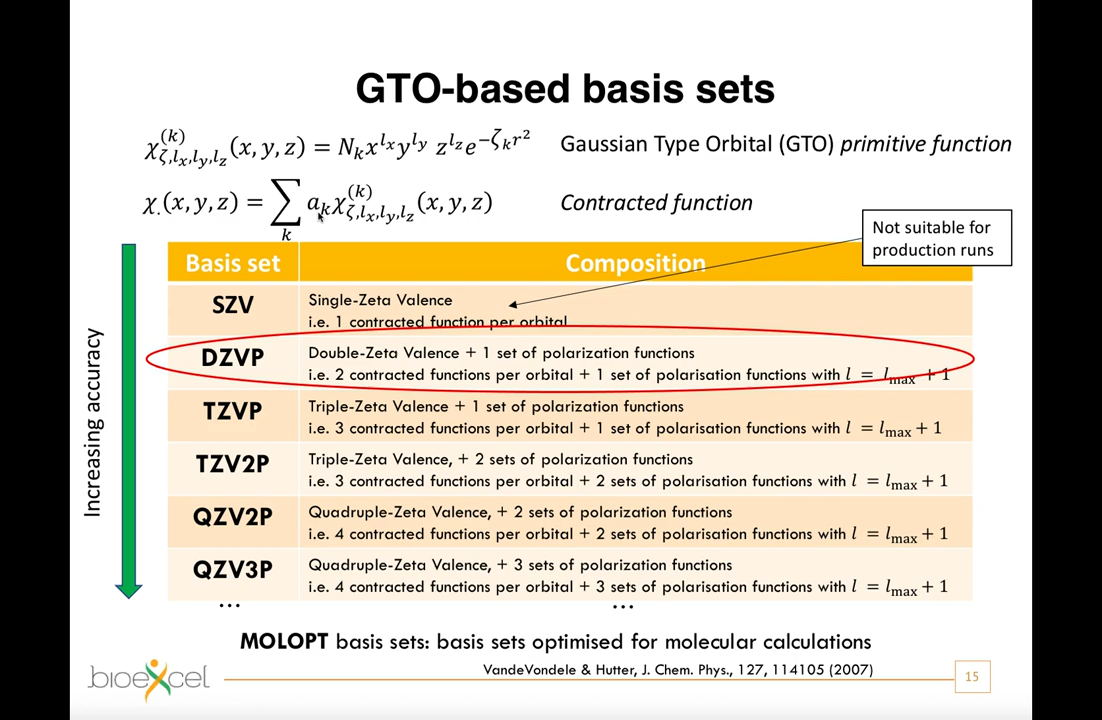 GTO-based basis sets
χ_{ζ,l_x,l_y,l_z}^{(k)}(x, y, z) = N_k x^{l_x} y^{l_y} z^{l_z} e^{−ζ_k r^2} Gaussian Type Orbital (GTO) primitive function
χ.(x, y, z) = ∑_k a_k χ_{ζ,l_x,l_y,l_z}^{(k)}(x, y, z) Contracted function
Not suitable for
production runs
Basis set Composition
SZV Single-Zeta Valence
i.e. 1 contracted function per orbital
DZVP Double-Zeta Valence + 1 set of polarization functions
i.e. 2 contracted functions per orbital + 1 set of polarisation functions with l = l_max + 1
TZVP Triple-Zeta Valence + 1 set of polarization functions
i.e. 3 contracted functions per orbital + 1 set of polarisation functions with l = l_max + 1
TZV2P Triple-Zeta Valence, + 2 sets of polarization functions
i.e. 3 contracted functions per orbital + 2 sets of polarisation functions with l = l_max + 1
QZV2P Quadruple-Zeta Valence, + 2 sets of polarization functions
i.e. 4 contracted functions per orbital + 2 sets of polarisation functions with l = l_max + 1
QZV3P Quadruple-Zeta Valence, + 3 sets of polarization functions
i.e. 4 contracted functions per orbital + 3 sets of polarisation functions with l = l_max + 1
... ...
Increasing accuracy
MOLOPT basis sets: basis sets optimised for molecular calculations
VandeVondele & Hutter, J. Chem. Phys., 127, 114105 (2007)
bioexcel
15